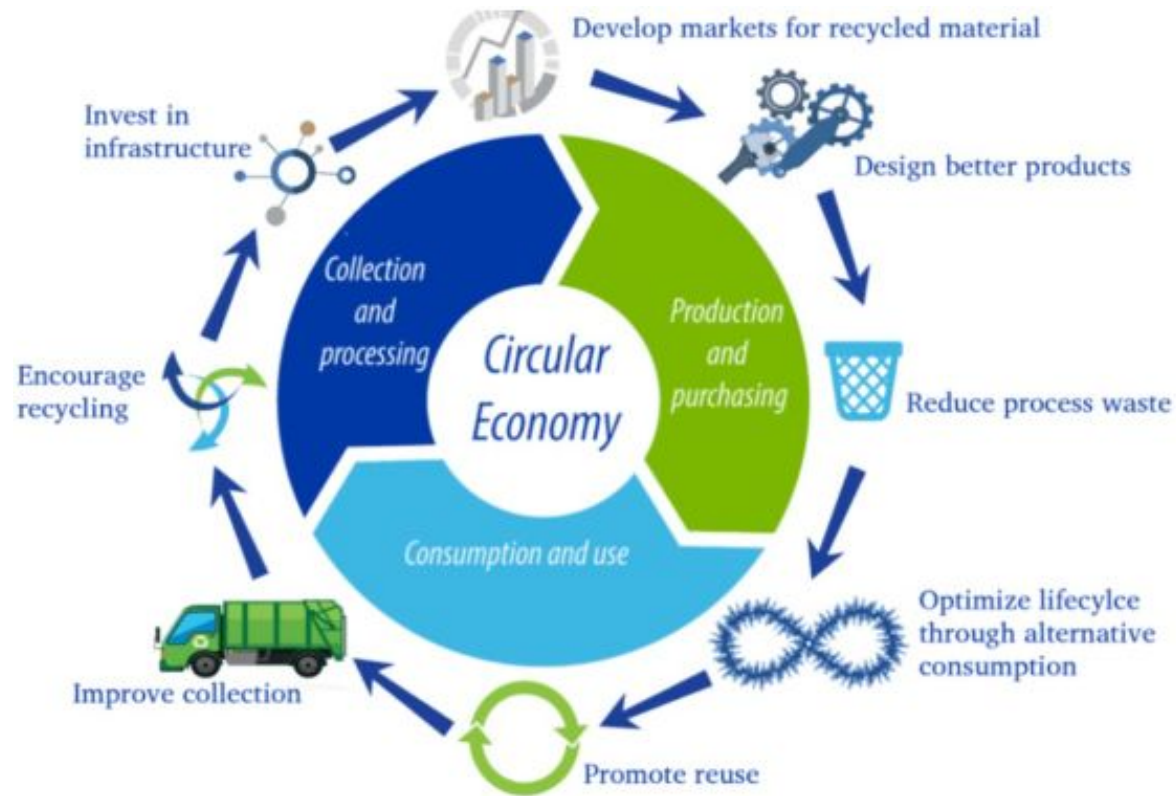 Develop markets for recycled material
Invest in
infrastructure
Design better products
Collection
and
processing
Production
and
purchasing
Circular
Economy
Encourage
recycling
Reduce process waste
Consumption and use
Optimize lifecylce
through alternative
consumption
Improve collection
Promote reuse